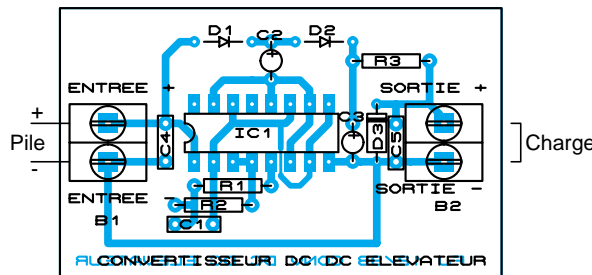 D1
C2
D2
R3
ENTREE +
SORTIE +
+
Pile
-
C4
IC1
C3
D3
C5
Charge
R1
ENTREE -
SORTIE -
R2
B1
B2
C1
CONVERTISSEUR DC DC ELEVATEUR